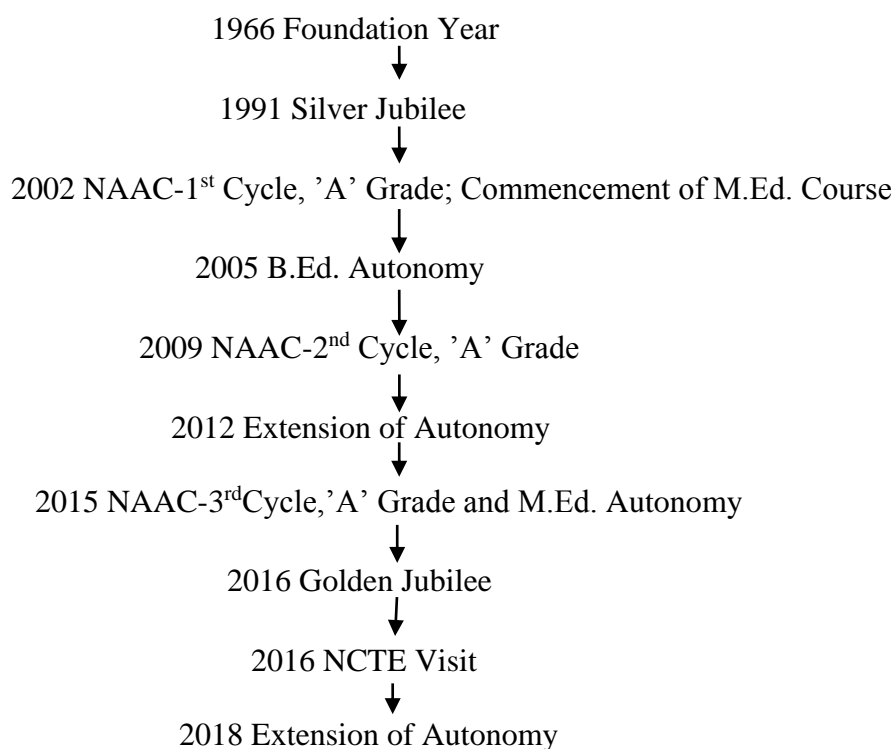 1966 Foundation Year
1991 Silver Jubilee
2002 NAAC-1st Cycle, ’A’ Grade; Commencement of M.Ed. Course
2005 B.Ed. Autonomy
2009 NAAC-2nd Cycle, ’A’ Grade
2012 Extension of Autonomy
2015 NAAC-3rdCycle,’A’ Grade and M.Ed. Autonomy
2016 Golden Jubilee
2016 NCTE Visit
2018 Extension of Autonomy